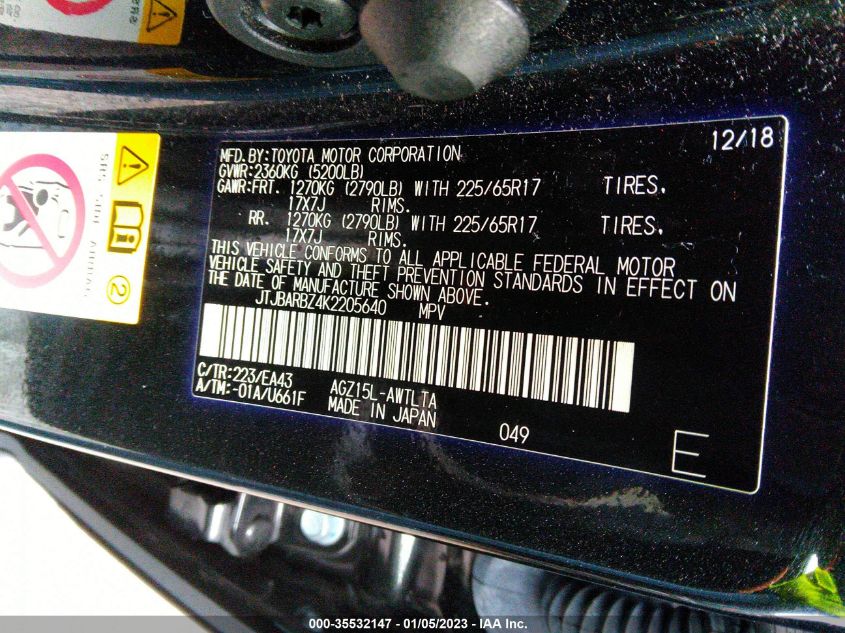 12/18
MFD. BY:TOYOTA MOTOR CORPORATION
GVWR:2360KG (5200LB)
GAWR:FRT. 1270KG (2790LB) WITH 225/65R17 TIRES,
17X7J RIMS.
RR. 1270KG (2790LB) WITH 225/65R17 TIRES,
17X7J RIMS.
THIS VEHICLE CONFORMS TO ALL APPLICABLE FEDERAL MOTOR
VEHICLE SAFETY AND THEFT PREVENTION STANDARDS IN EFFECT ON
THE DATE OF MANUFACTURE SHOWN ABOVE.
JTJBARBZ4K2205640 MPV
C/TR:223/EA43
A/TM:-01A/U661F
AGZ15L-AWTLTA
MADE IN JAPAN
049
E
SRS SIDE AIRBAG
2
000-35532147 - 01/05/2023 - IAA Inc.